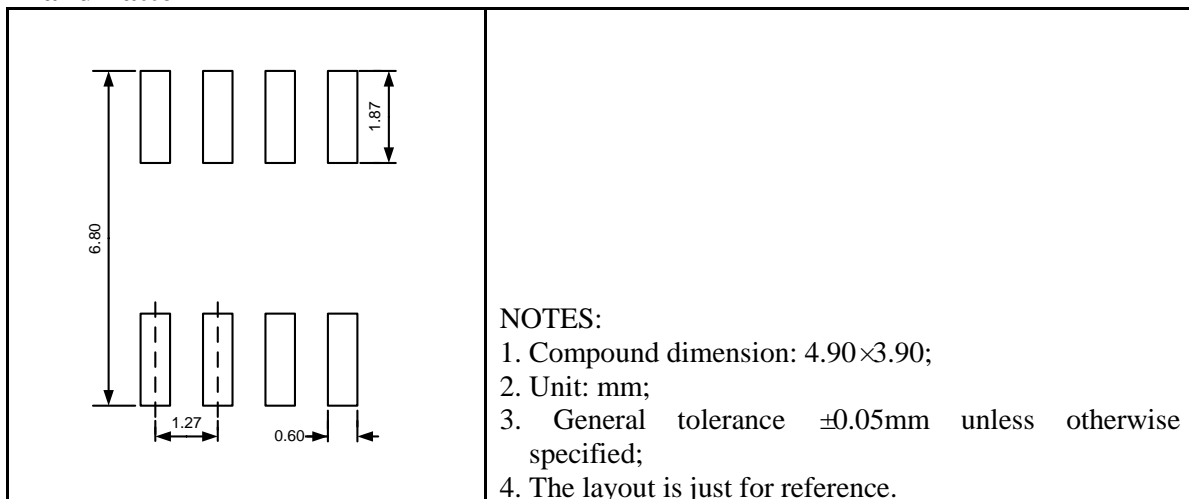 1.87
6.80
1.27
0.60
NOTES:
1. Compound dimension: 4.90×3.90;
2. Unit: mm;
3. General tolerance ±0.05mm unless otherwise
specified;
4. The layout is just for reference.